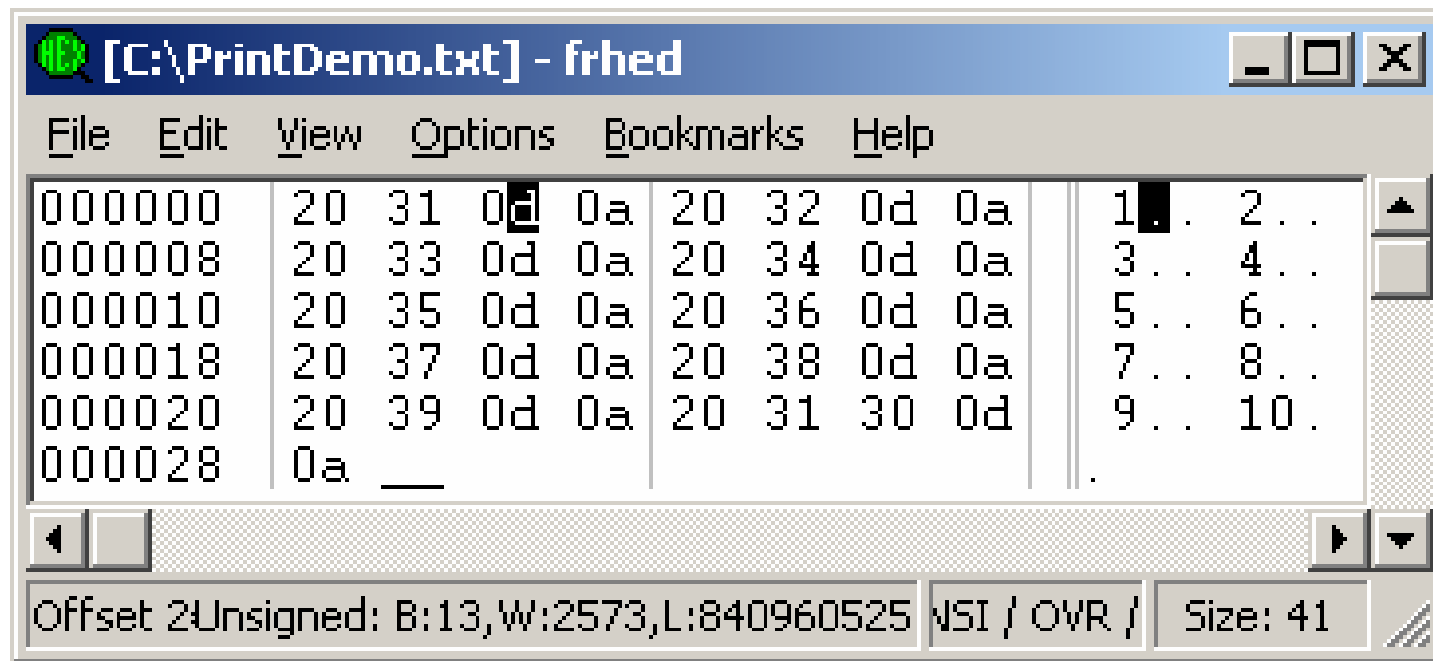 [C:\PrintDemo.txt] - frhed
File Edit View Options Bookmarks Help
000000 20 31 0d 0a 20 32 0d 0a 1.. 2..
000008 20 33 0d 0a 20 34 0d 0a 3.. 4..
000010 20 35 0d 0a 20 36 0d 0a 5.. 6..
000018 20 37 0d 0a 20 38 0d 0a 7.. 8..
000020 20 39 0d 0a 20 31 30 0d 9.. 10.
000028 0a .
Offset 2 Unsigned: B:13,W:2573,L:840960525 NSI / OVR / Size: 41